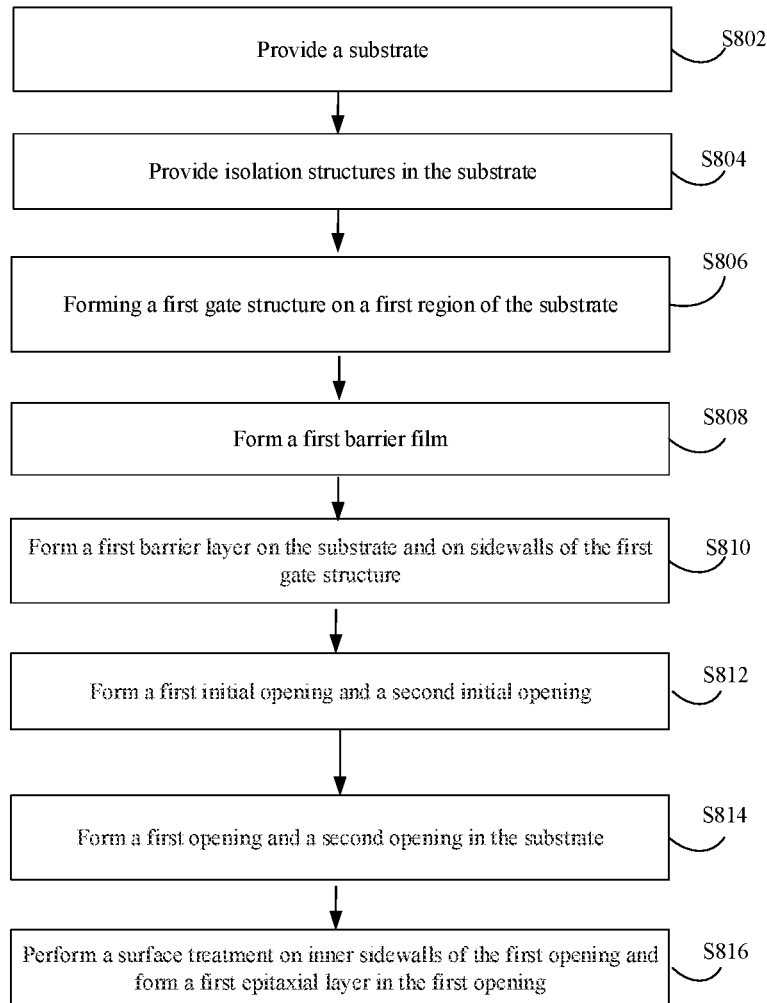 Provide a substrate
S802
Provide isolation structures in the substrate
S804
Forming a first gate structure on a first region of the substrate
S806
Form a first barrier film
S808
Form a first barrier layer on the substrate and on sidewalls of the first
gate structure
S810
Form a first initial opening and a second initial opening
S812
Form a first opening and a second opening in the substrate
S814
Perform a surface treatment on inner sidewalls of the first opening and
form a first epitaxial layer in the first opening
S816